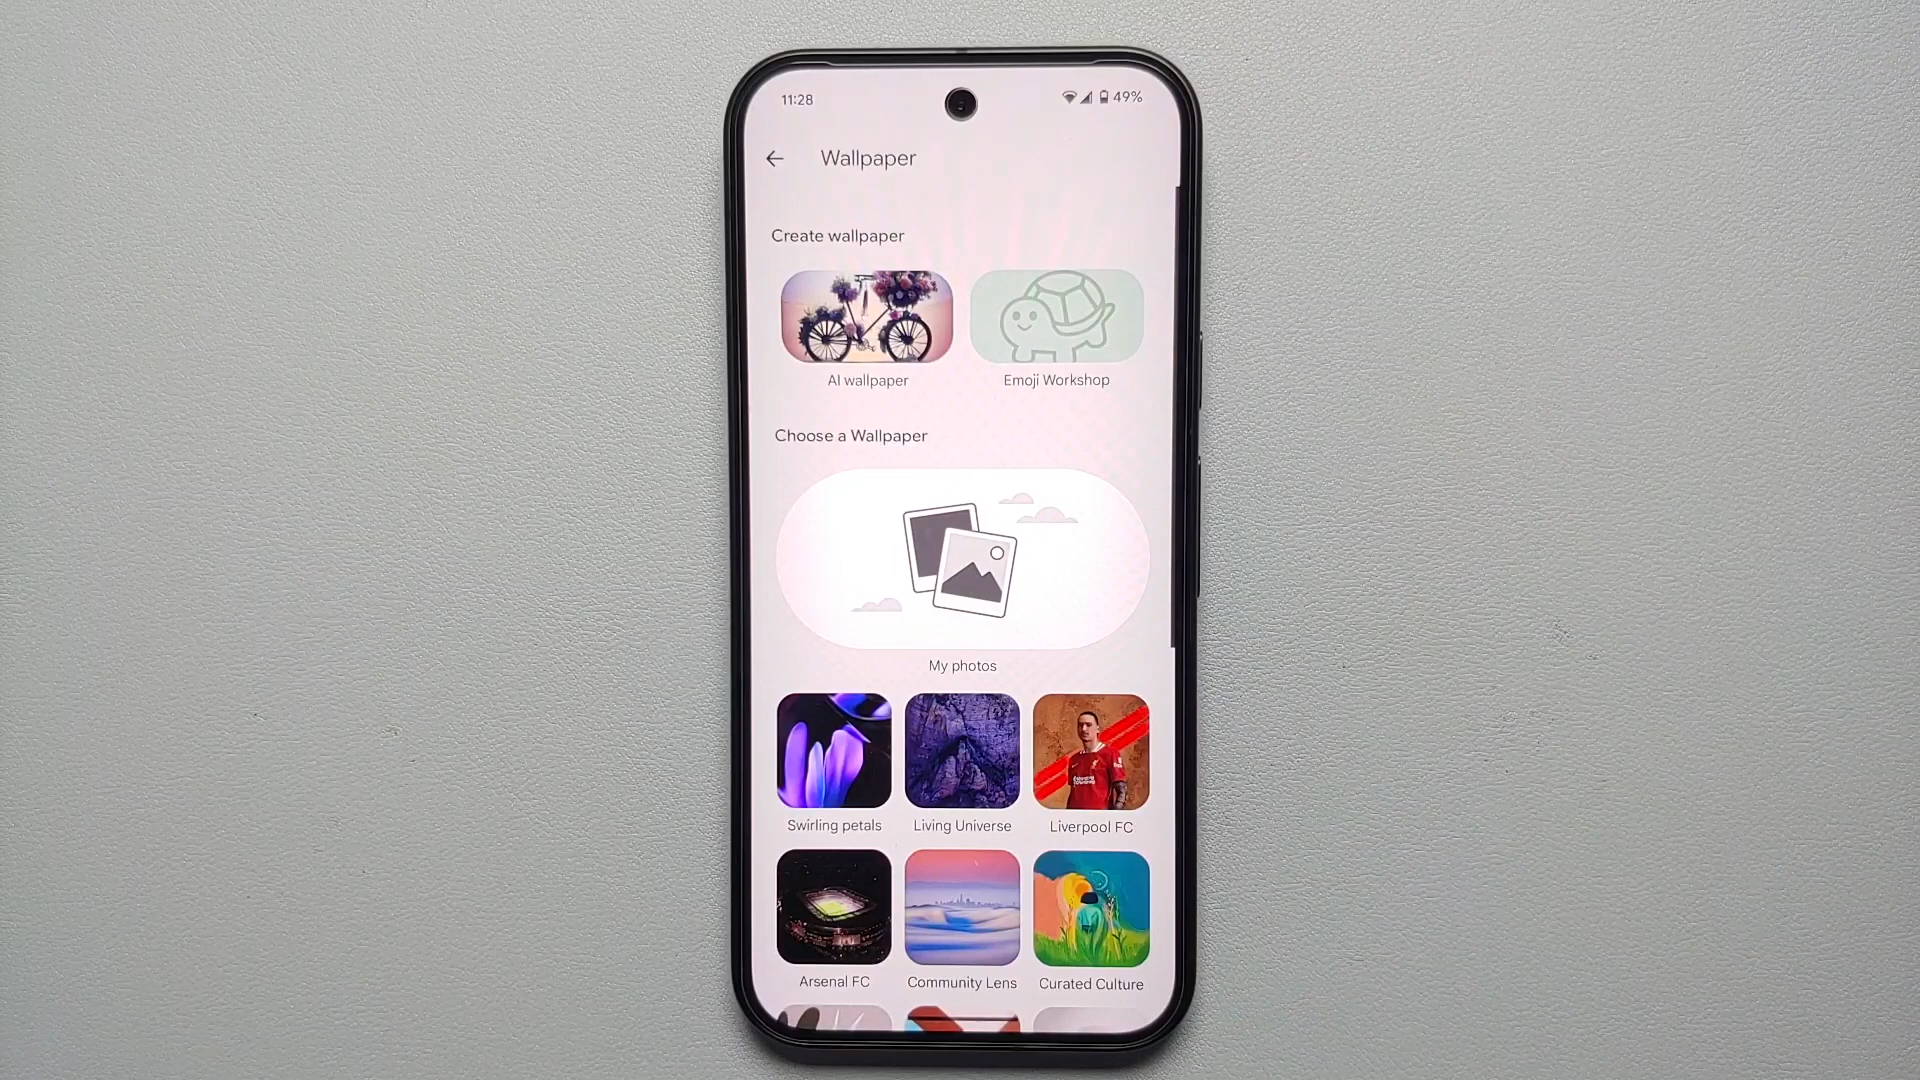 11:28
49%
Wallpaper
Create wallpaper
AI wallpaper
Emoji Workshop
Choose a Wallpaper
My photos
Swirling petals
Living Universe
Liverpool FC
Arsenal FC
Community Lens
Curated Culture